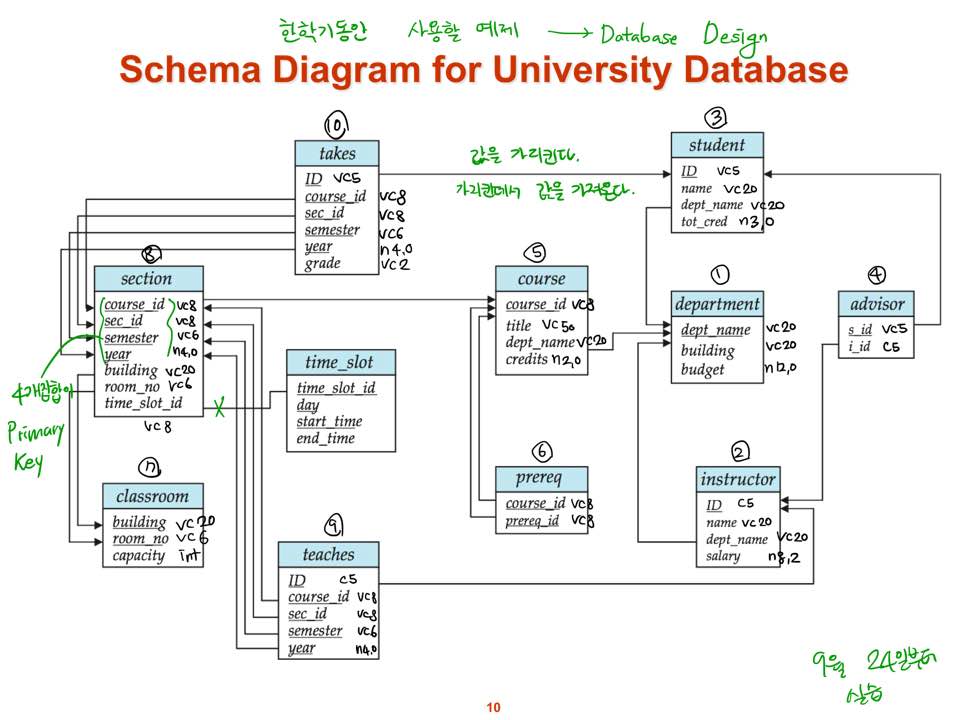 한학기동안 사용할 예제 → Database Design
Schema Diagram for University Database
⑩
takes
ID VC5
course_id VC8
sec_id VC8
semester VC6
year n4,0
grade VC2
값을 가리킨다.
가리킨데서 값을 가져온다.
③
student
ID VC5
name VC20
dept_name VC20
tot_cred n3,0
⑧
section
course_id VC8
sec_id VC8
semester VC6
year n4,0
building VC20
room_no VC6
time_slot_id
VC8
4개집합이
Primary
Key
X
time_slot
time_slot_id
day
start_time
end_time
⑤
course
course_id VC8
title VC50
dept_name VC20
credits n2,0
①
department
dept_name VC20
building VC20
budget n12,0
④
advisor
s_id VC5
i_id C5
⑦
classroom
building VC20
room_no VC6
capacity int
⑥
prereq
course_id VC8
prereq_id VC8
②
instructor
ID C5
name VC20
dept_name VC20
salary n8,2
⑨
teaches
ID C5
course_id VC8
sec_id VC8
semester VC6
year n4,0
9월 24일부터
실습
10